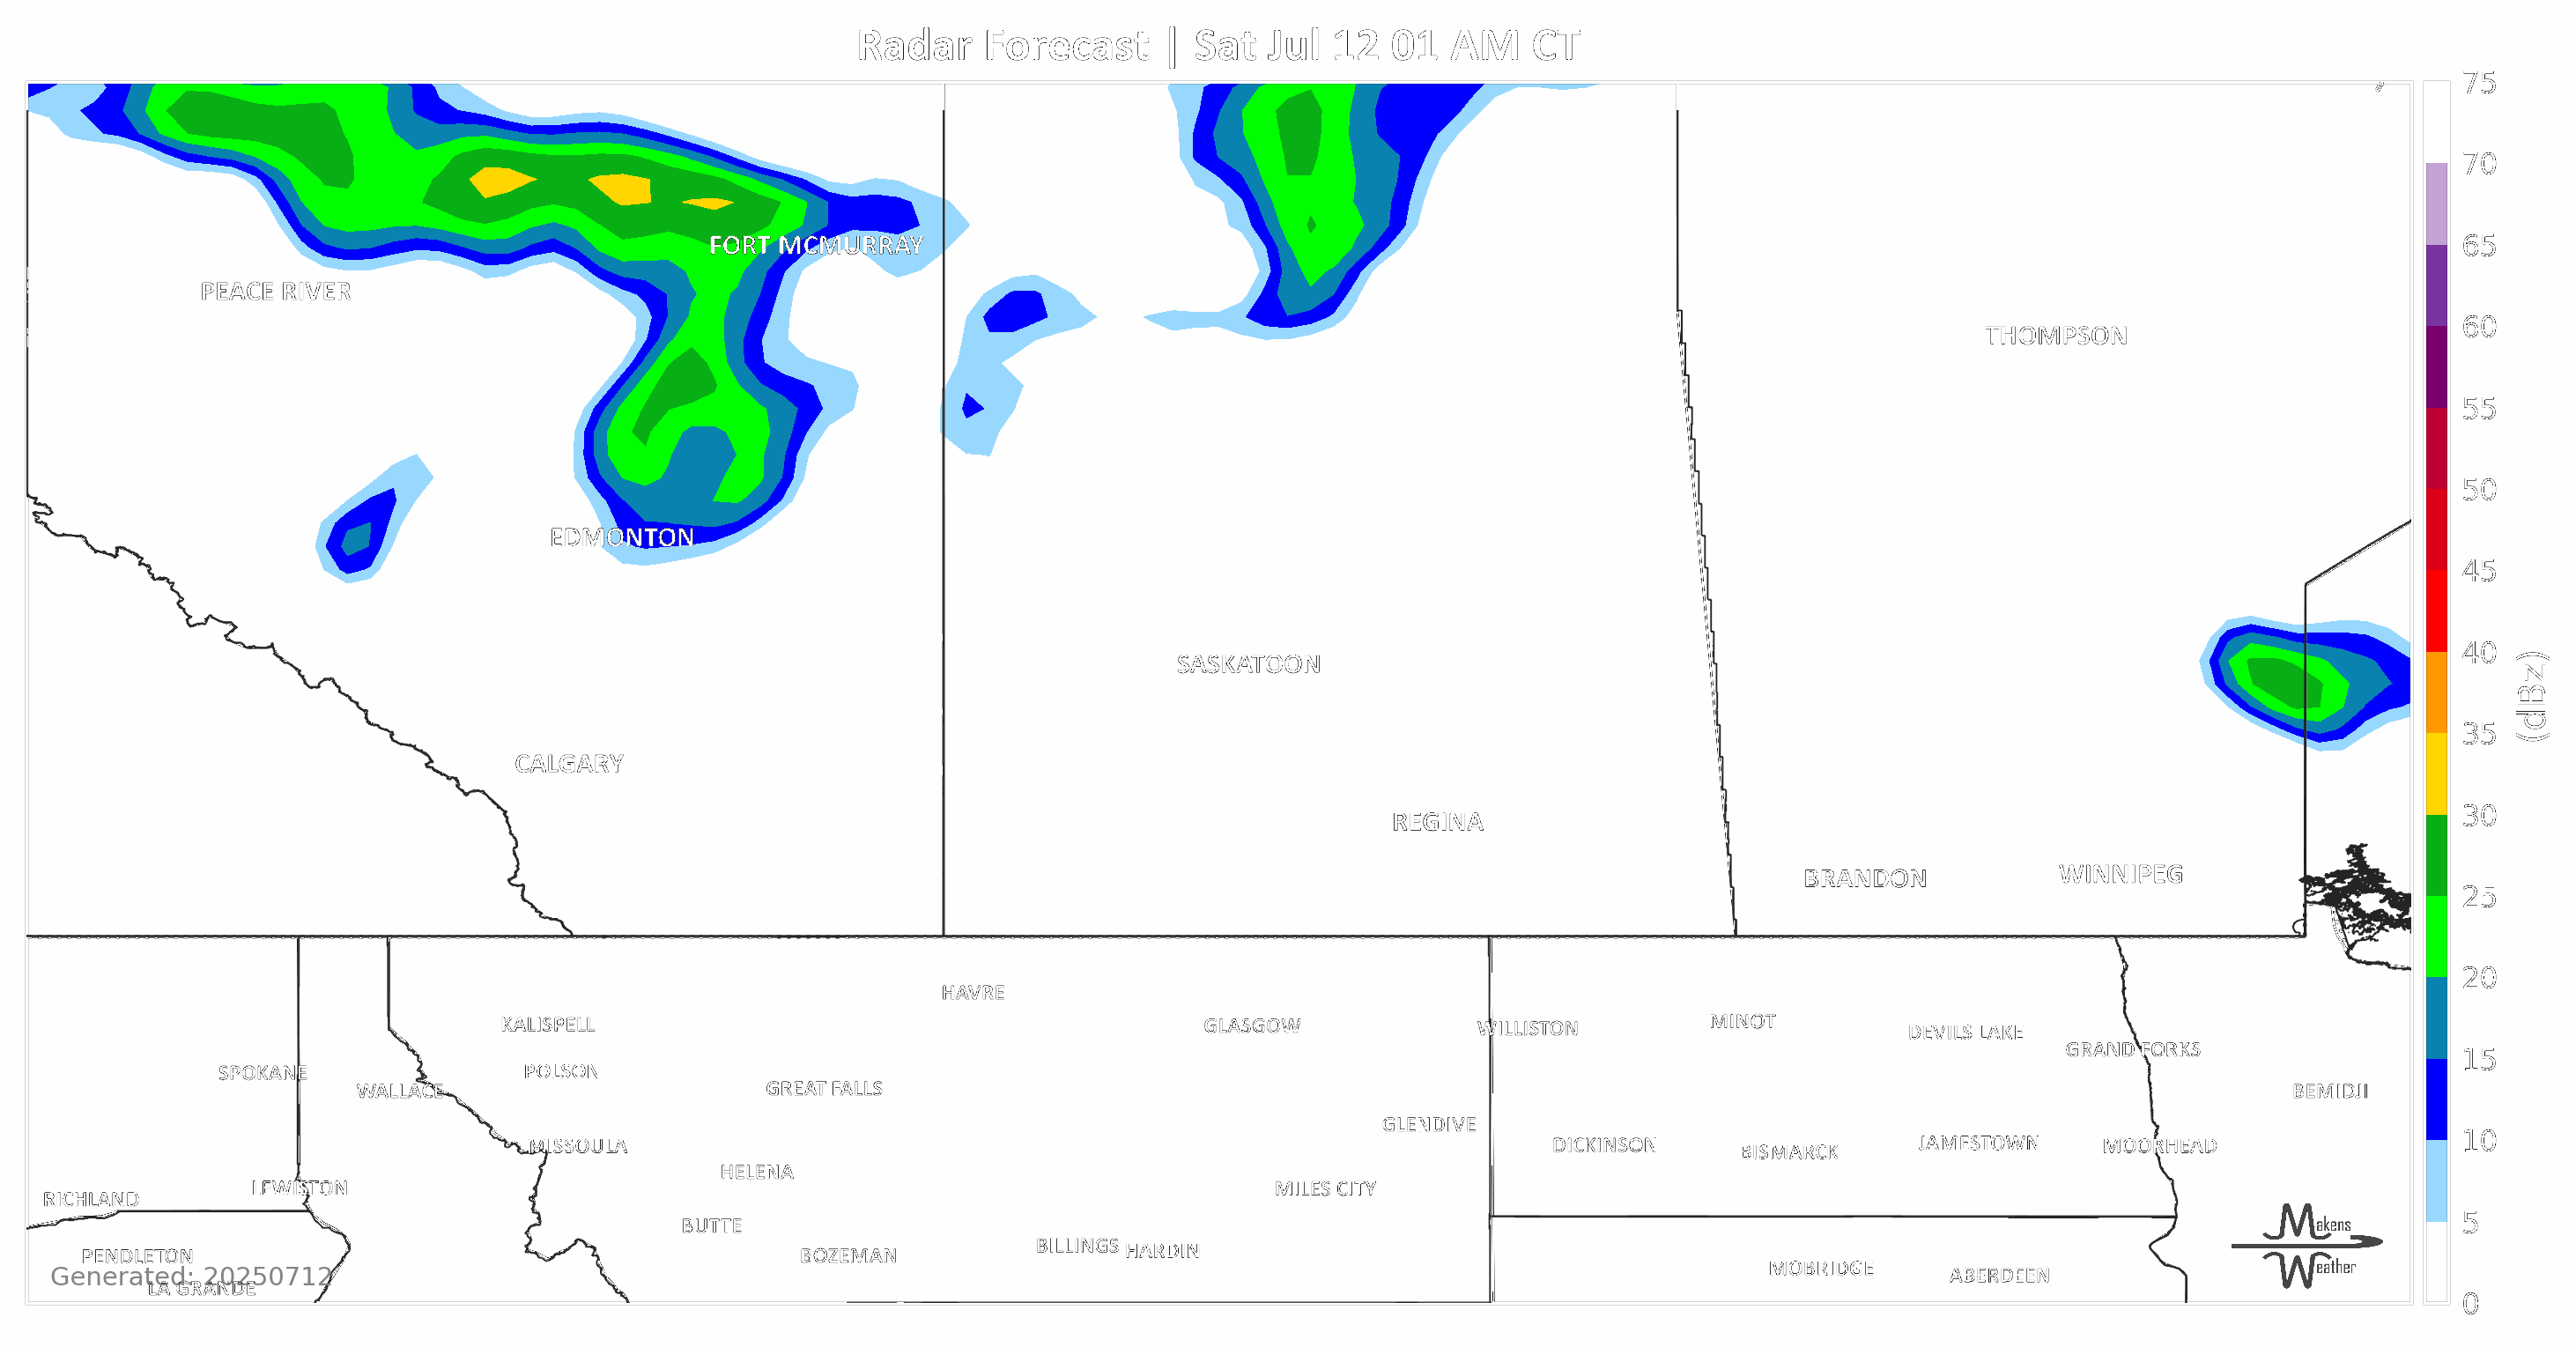 Radar Forecast | Sat Jul 12 01 AM CT
75
70
65
60
55
50
45
40
35
30
25
20
15
10
5
0
(dBz)
FORT MCMURRAY
PEACE RIVER
THOMPSON
EDMONTON
SASKATOON
CALGARY
REGINA
BRANDON
WINNIPEG
HAVRE
KALISPELL
GLASGOW
WILLISTON
MINOT
DEVILS LAKE
GRAND FORKS
SPOKANE
POLSON
WALLACE
GREAT FALLS
BEMIDJI
GLENDIVE
MISSOULA
DICKINSON
BISMARCK
JAMESTOWN
MOORHEAD
HELENA
LEWISTON
RICHLAND
MILES CITY
BUTTE
BILLINGS
HARDIN
BOZEMAN
PENDLETON
MOBRIDGE
ABERDEEN
Generated: 20250712
LA GRANDE
Makens
Weather